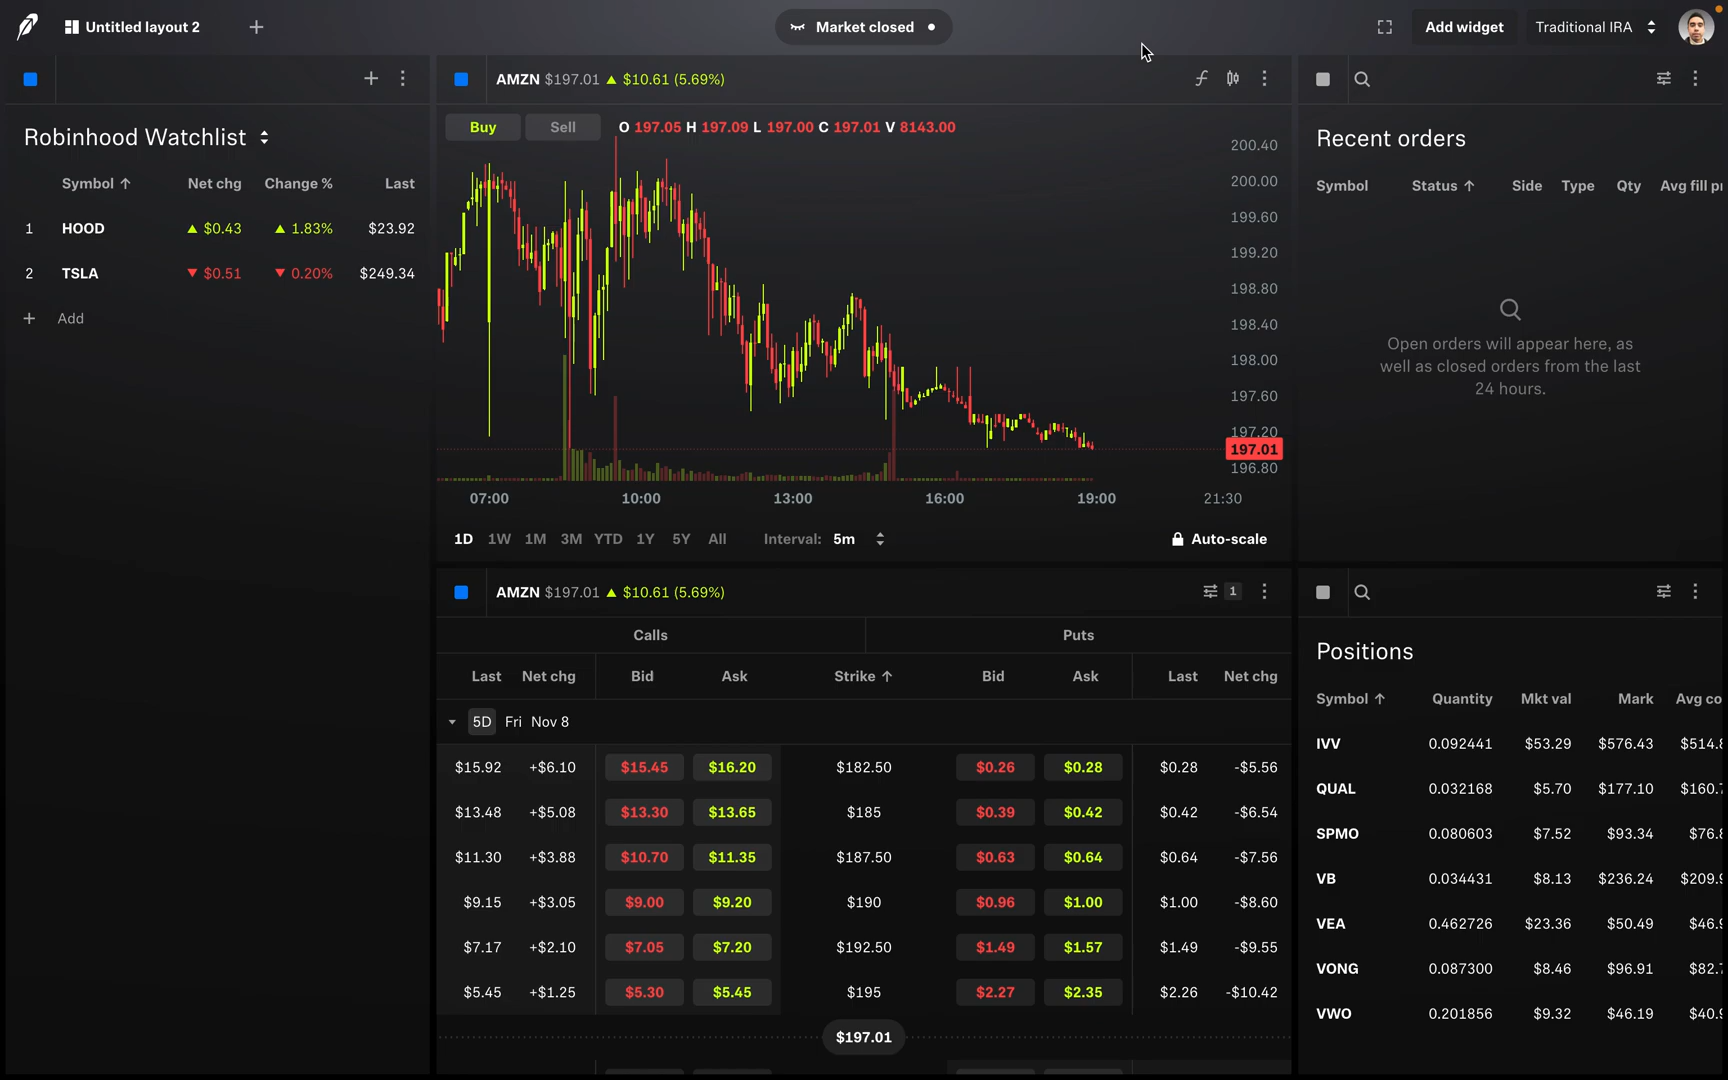 Untitled layout 2
Market closed
Add widget
Traditional IRA
Robinhood Watchlist
Symbol ↑ Net chg Change % Last
1 HOOD ▲ $0.43 ▲ 1.83% $23.92
2 TSLA ▼ $0.51 ▼ 0.20% $249.34
+ Add
AMZN $197.01 ▲ $10.61 (5.69%)
Buy Sell O 197.05 H 197.09 L 197.00 C 197.01 V 8143.00
200.40
200.00
199.60
199.20
198.80
198.40
198.00
197.60
197.20
197.01
196.80
07:00 10:00 13:00 16:00 19:00 21:30
1D 1W 1M 3M YTD 1Y 5Y All Interval: 5m Auto-scale
AMZN $197.01 ▲ $10.61 (5.69%) 1
Calls Puts
Last Net chg Bid Ask Strike ↑ Bid Ask Last Net chg
5D Fri Nov 8
$15.92 +$6.10 $15.45 $16.20 $182.50 $0.26 $0.28 $0.28 -$5.56
$13.48 +$5.08 $13.30 $13.65 $185 $0.39 $0.42 $0.42 -$6.54
$11.30 +$3.88 $10.70 $11.35 $187.50 $0.63 $0.64 $0.64 -$7.56
$9.15 +$3.05 $9.00 $9.20 $190 $0.96 $1.00 $1.00 -$8.60
$7.17 +$2.10 $7.05 $7.20 $192.50 $1.49 $1.57 $1.49 -$9.55
$5.45 +$1.25 $5.30 $5.45 $195 $2.27 $2.35 $2.26 -$10.42
$197.01
Recent orders
Symbol Status ↑ Side Type Qty Avg fill
Open orders will appear here, as
well as closed orders from the last
24 hours.
Positions
Symbol ↑ Quantity Mkt val Mark Avg co
IVV 0.092441 $53.29 $576.43 $514.
QUAL 0.032168 $5.70 $177.10 $160.
SPMO 0.080603 $7.52 $93.34 $76.
VB 0.034431 $8.13 $236.24 $209.
VEA 0.462726 $23.36 $50.49 $46.
VONG 0.087300 $8.46 $96.91 $82.
VWO 0.201856 $9.32 $46.19 $40.